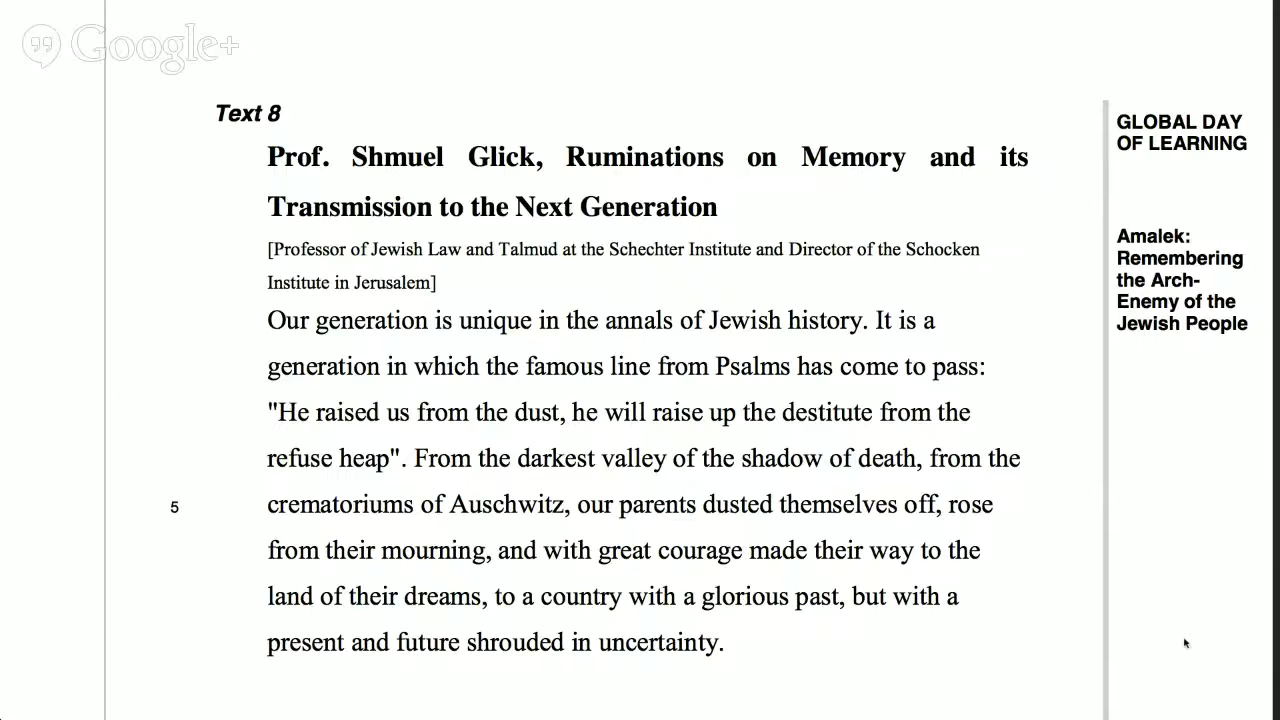 Google+
Text 8
Prof. Shmuel Glick, Ruminations on Memory and its
Transmission to the Next Generation
[Professor of Jewish Law and Talmud at the Schechter Institute and Director of the Schocken
Institute in Jerusalem]
Our generation is unique in the annals of Jewish history. It is a
generation in which the famous line from Psalms has come to pass:
"He raised us from the dust, he will raise up the destitute from the
refuse heap". From the darkest valley of the shadow of death, from the
5 crematoriums of Auschwitz, our parents dusted themselves off, rose
from their mourning, and with great courage made their way to the
land of their dreams, to a country with a glorious past, but with a
present and future shrouded in uncertainty.
GLOBAL DAY
OF LEARNING
Amalek:
Remembering
the Arch-
Enemy of the
Jewish People